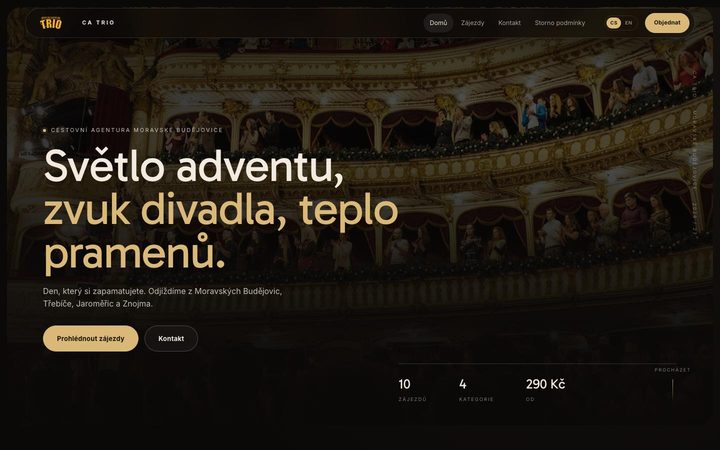 TRIO
CA TRIO
Domů
Zájezdy
Kontakt
Storno podmínky
CS
EN
Objednat
CESTOVNÍ AGENTURA MORAVSKÉ BUDĚJOVICE
Světlo adventu,
zvuk divadla, teplo
pramenů.
Den, který si zapamatujete. Odjíždíme z Moravských Budějovic,
Třebíče, Jaroměřic a Znojma.
Prohlédnout zájezdy
Kontakt
10
ZÁJEZDŮ
4
KATEGORIE
290 Kč
OD
PROCHÁZET